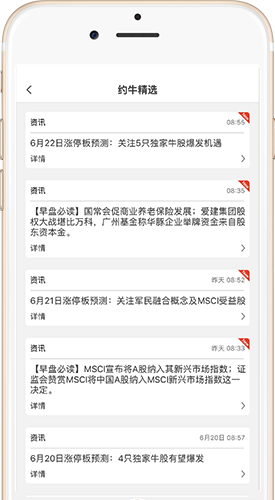 约牛精选
资讯 08:55
6月22日涨停板预测：关注5只独家牛股爆发机遇
详情
资讯 08:35
【早盘必读】国常会促商业养老保险发展；爱建集团股
权大战堪比万科，广州基金称华豚企业举牌资金来自股
东资本金。
详情
资讯 昨天 08:52
6月21日涨停板预测：关注军民融合概念及MSCI受益股
详情
资讯 昨天 08:33
【早盘必读】MSCI宣布将A股纳入其新兴市场指数；证
监会赞赏MSCI将中国A股纳入MSCI新兴市场指数这一
决定。
详情
资讯 6月20日 08:57
6月20日涨停板预测：4只独家牛股有望爆发
详情